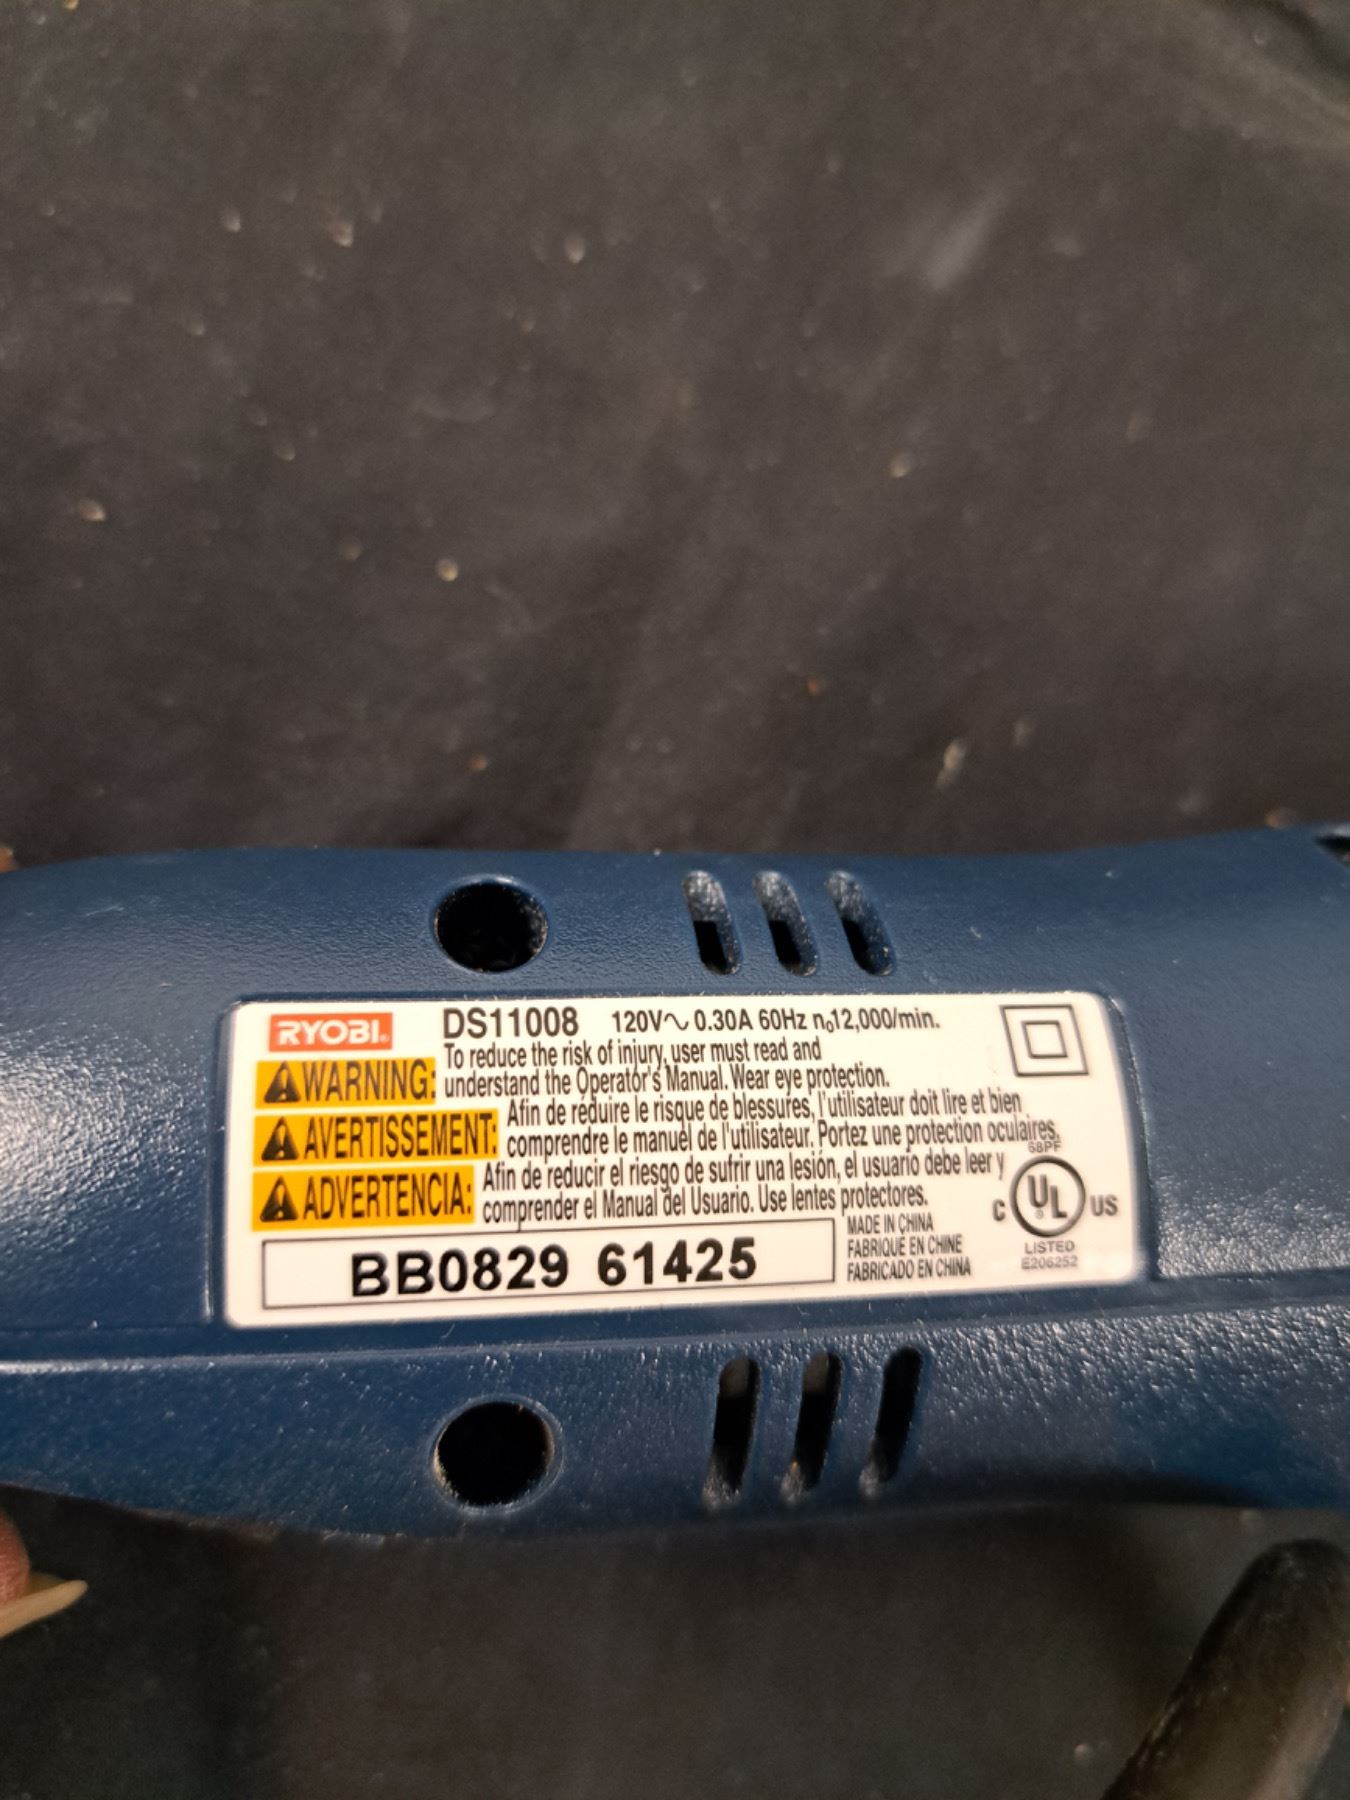 RYOBI® DS11008 120V~ 0.30A 60Hz n₀12,000/min.
⚠WARNING: To reduce the risk of injury, user must read and
understand the Operator's Manual. Wear eye protection.
⚠AVERTISSEMENT: Afin de réduire le risque de blessures, l'utilisateur doit lire et bien
comprendre le manuel de l'utilisateur. Portez une protection oculaires.
⚠ADVERTENCIA: Afin de reducir el riesgo de sufrir una lesión, el usuario debe leer y
comprender el Manual del Usuario. Use lentes protectores.
BB0829 61425
MADE IN CHINA
FABRIQUÉ EN CHINE
FABRICADO EN CHINA
68PF
C UL® US
LISTED
E206252